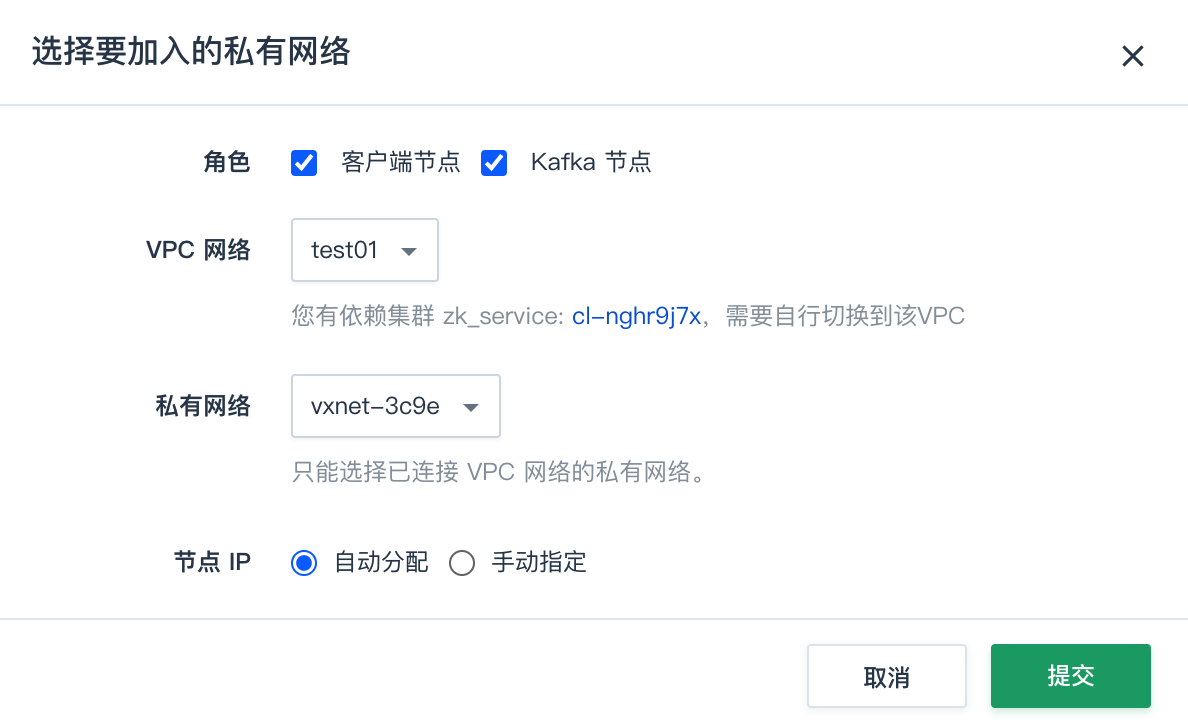 选择要加入的私有网络
角色 客户端节点 Kafka 节点
VPC 网络 test01
您有依赖集群 zk_service: cl-nghr9j7x，需要自行切换到该VPC
私有网络 vxnet-3c9e
只能选择已连接 VPC 网络的私有网络。
节点 IP 自动分配 手动指定
取消 提交